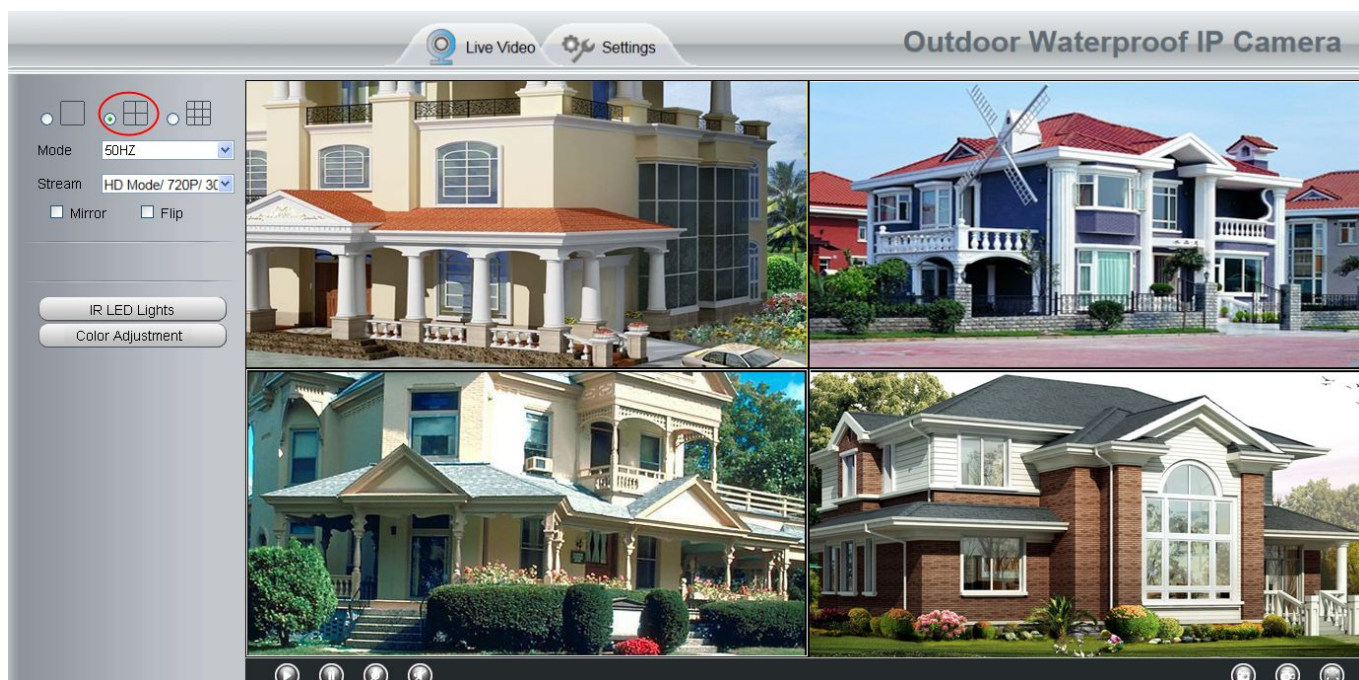 Live Video
Settings
Outdoor Waterproof IP Camera
Mode
50HZ
Stream
HD Mode/ 720P/ 30
Mirror
Flip
IR LED Lights
Color Adjustment